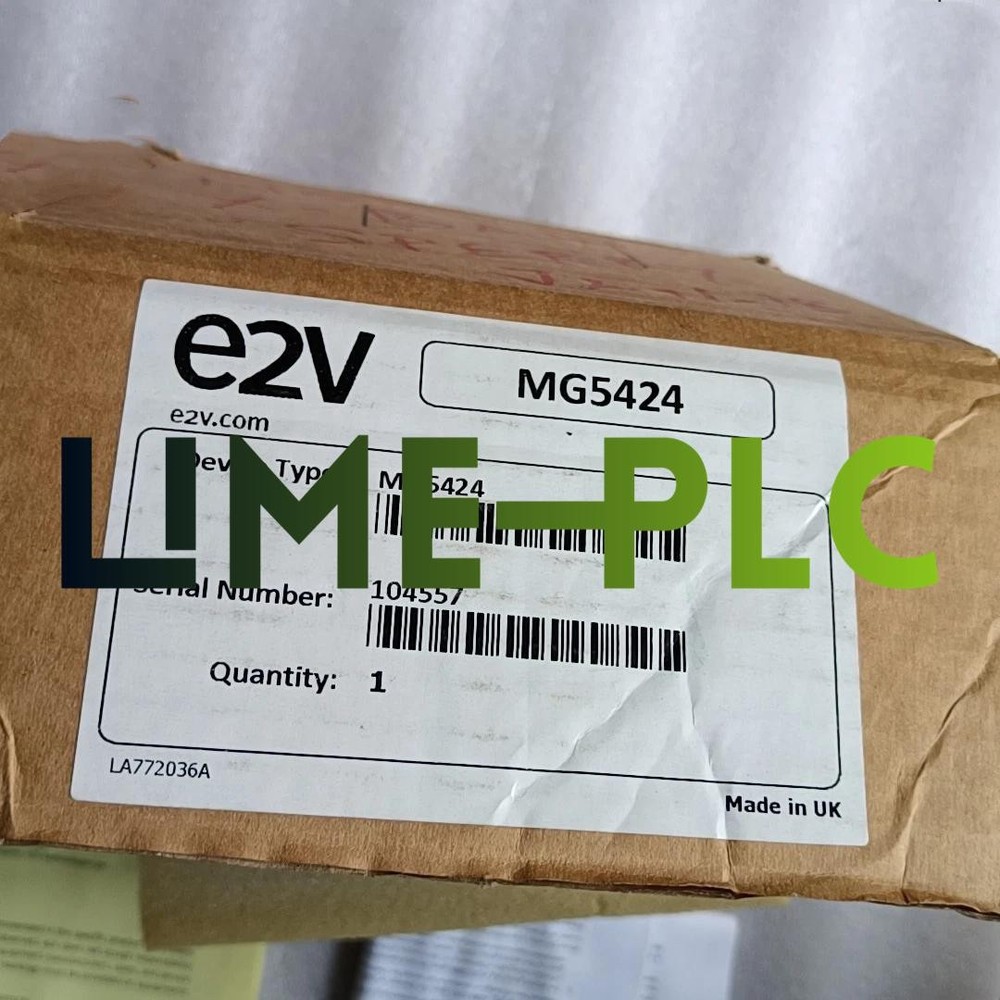 e2v
MG5424
e2v.com
Device Type: MG5424
LIME-PLC
Serial Number: 104557
Quantity: 1
LA772036A
Made in UK